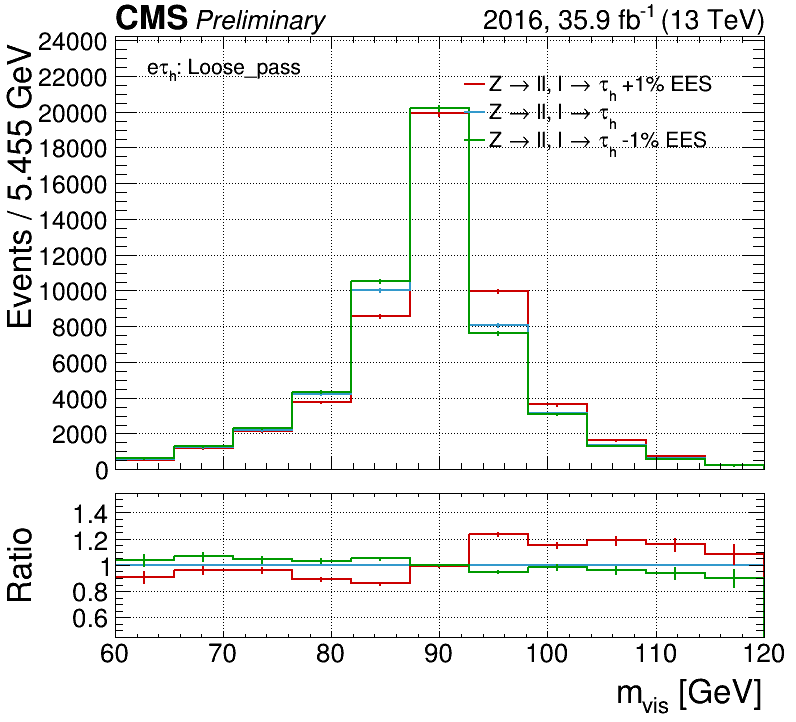 CMS Preliminary 2016, 35.9 fb⁻¹ (13 TeV)
Events / 5.455 GeV
24000
22000
20000
18000
16000
14000
12000
10000
8000
6000
4000
2000
0
eτₕ: Loose_pass
Z → ll, l → τₕ +1% EES
Z → ll, l → τₕ
Z → ll, l → τₕ -1% EES
Ratio
1.4
1.2
1
0.8
0.6
60 70 80 90 100 110 120
m_vis [GeV]